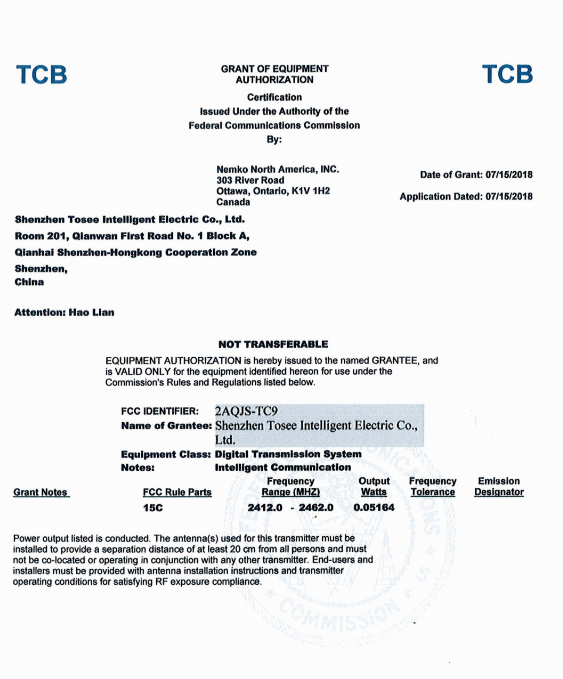 TCB
GRANT OF EQUIPMENT
AUTHORIZATION
TCB
Certification
Issued Under the Authority of the
Federal Communications Commission
By:
Nemko North America, INC.
303 River Road
Ottawa, Ontario, K1V 1H2
Canada
Date of Grant: 07/15/2018
Application Dated: 07/15/2018
Shenzhen Tosee Intelligent Electric Co., Ltd.
Room 201, Qianwan First Road No. 1 Block A,
Qianhai Shenzhen-Hongkong Cooperation Zone
Shenzhen,
China
Attention: Hao Lian
NOT TRANSFERABLE
EQUIPMENT AUTHORIZATION is hereby issued to the named GRANTEE, and
is VALID ONLY for the equipment identified hereon for use under the
Commission's Rules and Regulations listed below.
FCC IDENTIFIER: 2AQJS-TC9
Name of Grantee: Shenzhen Tosee Intelligent Electric Co.,
Ltd.
Equipment Class: Digital Transmission System
Notes: Intelligent Communication
Grant Notes FCC Rule Parts Frequency Range (MHZ) Output Watts Frequency Tolerance Emission Designator
15C 2412.0 - 2462.0 0.05164
Power output listed is conducted. The antenna(s) used for this transmitter must be
installed to provide a separation distance of at least 20 cm from all persons and must
not be co-located or operating in conjunction with any other transmitter. End-users and
installers must be provided with antenna installation instructions and transmitter
operating conditions for satisfying RF exposure compliance.
COMMISSION